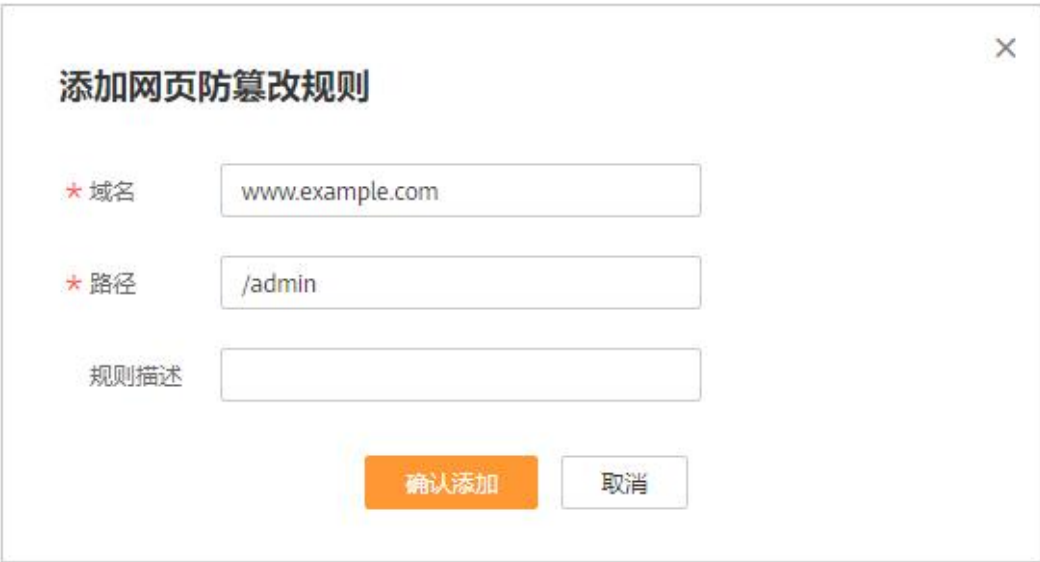 添加网页防篡改规则
* 域名 www.example.com
* 路径 /admin
规则描述
确认添加 取消